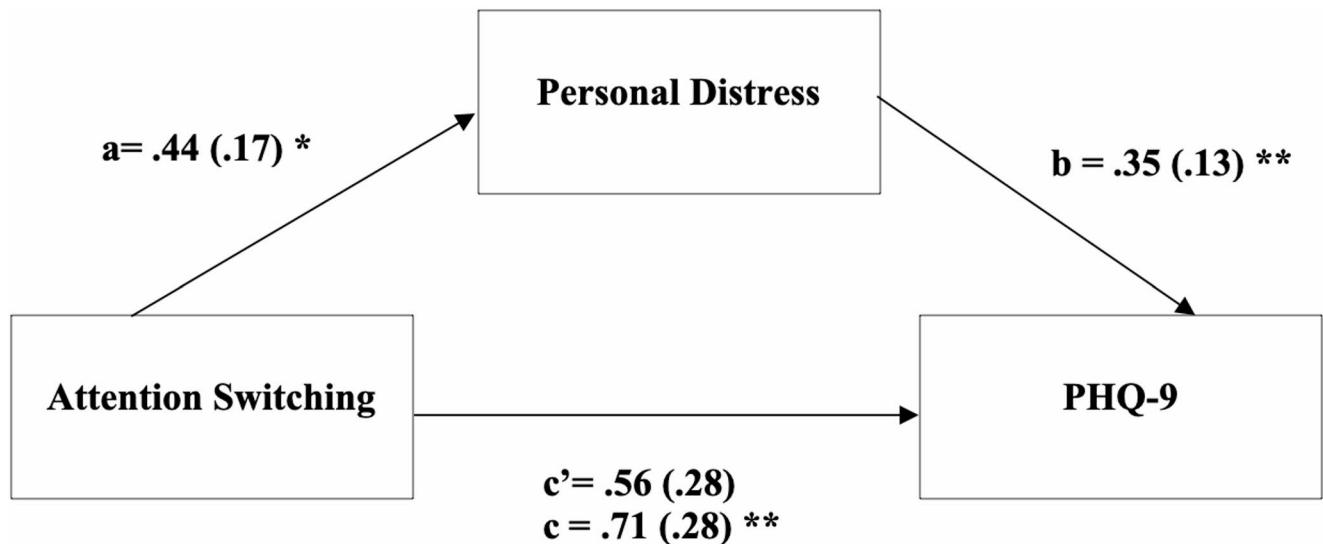 Personal Distress
a= .44 (.17) *
b = .35 (.13) **
Attention Switching
PHQ-9
c’= .56 (.28)
c = .71 (.28) **